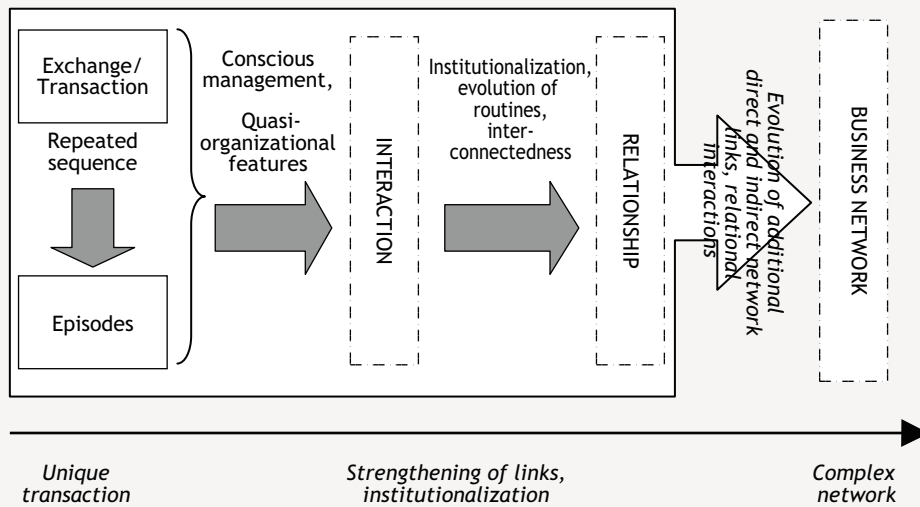 Exchange/
Transaction
Repeated
sequence
Episodes
Conscious
management,
Quasi-
organizational
features
INTERACTION
Institutionalization,
evolution of
routines,
inter-
connectedness
RELATIONSHIP
Evolution of additional
direct and indirect network
links, relational
interactions
BUSINESS NETWORK
Unique
transaction
Strengthening of links,
institutionalization
Complex
network